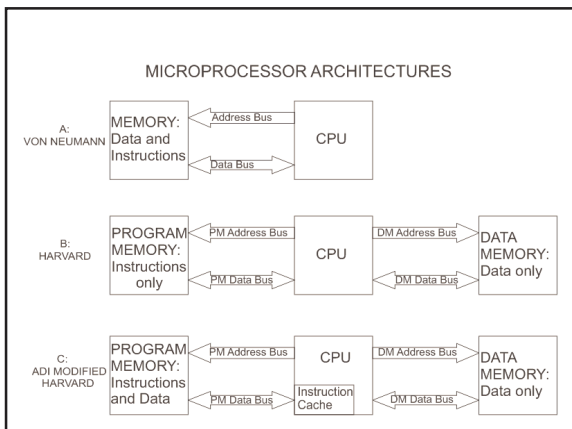 MICROPROCESSOR ARCHITECTURES
A:
VON NEUMANN
MEMORY:
Data and
Instructions
Address Bus
Data Bus
CPU
B:
HARVARD
PROGRAM
MEMORY:
Instructions
only
PM Address Bus
PM Data Bus
CPU
DM Address Bus
DM Data Bus
DATA
MEMORY:
Data only
C:
ADI MODIFIED
HARVARD
PROGRAM
MEMORY:
Instructions
and Data
PM Address Bus
PM Data Bus
CPU
Instruction
Cache
DM Address Bus
DM Data Bus
DATA
MEMORY:
Data only